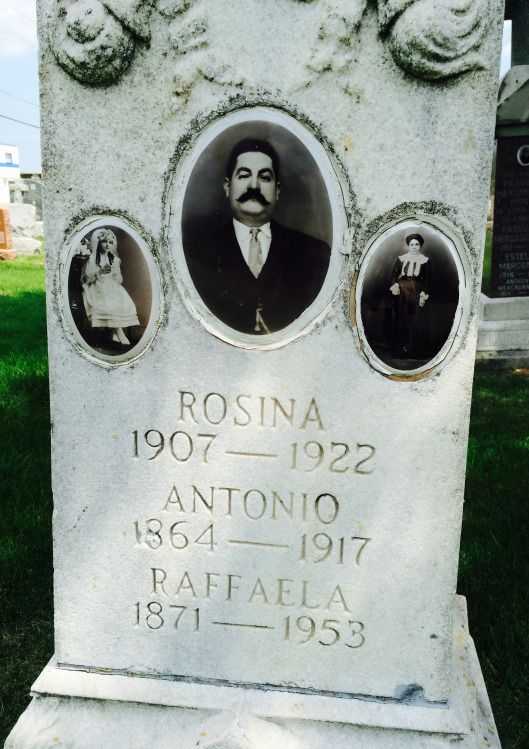 ROSINA
1907 — 1922
ANTONIO
1864 — 1917
RAFFAELA
1871 — 1953